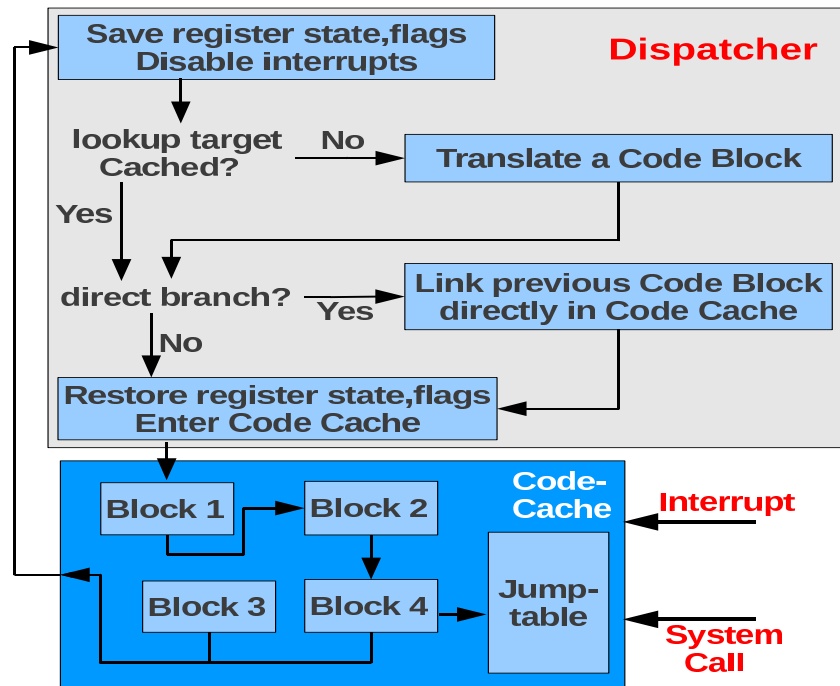 Save register state,flags
Disable interrupts
Dispatcher
lookup target
Cached?
No
Translate a Code Block
Yes
direct branch?
Yes
Link previous Code Block
directly in Code Cache
No
Restore register state,flags
Enter Code Cache
Code-
Cache
Block 1
Block 2
Interrupt
Block 3
Block 4
Jump-
table
System
Call